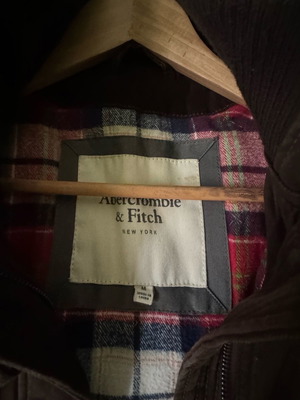 Abercrombie
& Fitch
NEW YORK
M